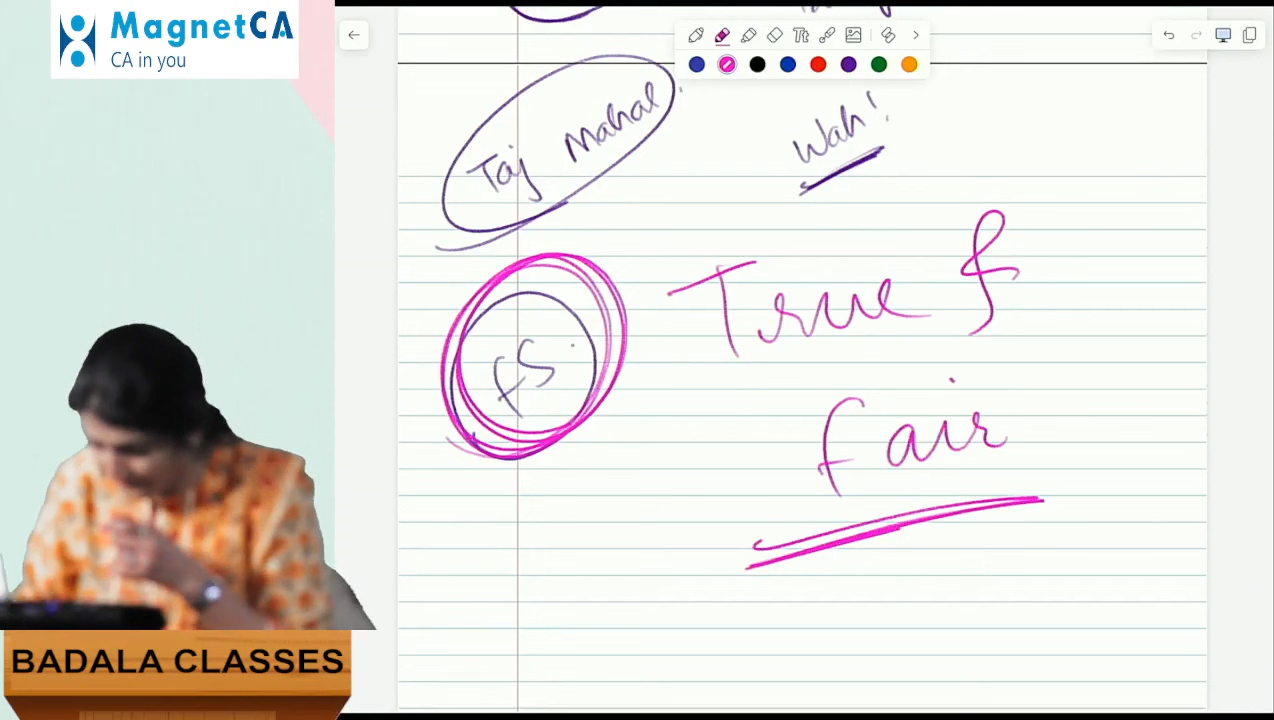 MagnetCA
CA in you
Taj Mahal
Wah!
FS
True &
Fair
BADALA CLASSES